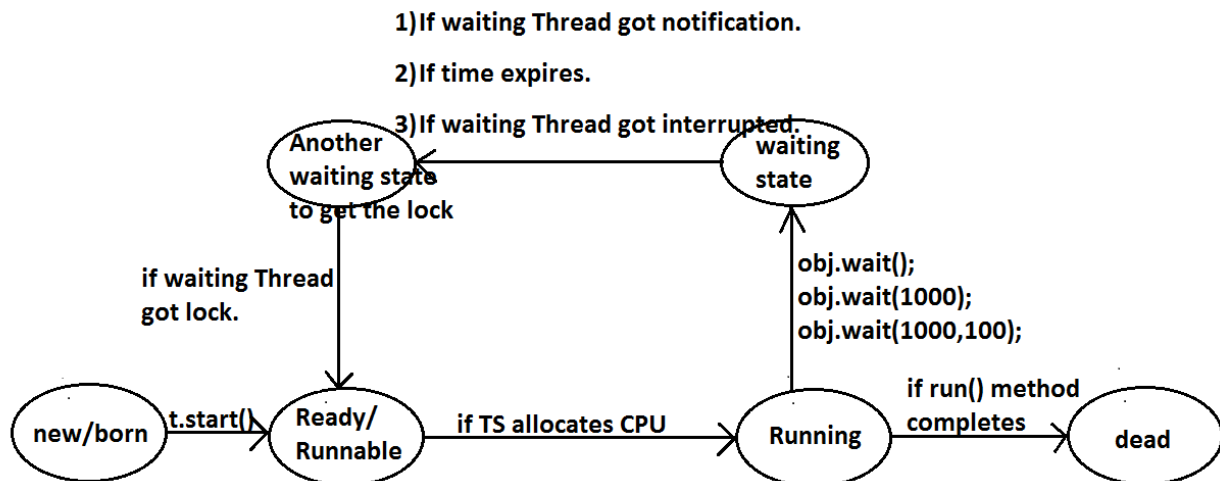 1)If waiting Thread got notification.
2)If time expires.
3)If waiting Thread got interrupted.
Another
waiting state
to get the lock
waiting
state
if waiting Thread
got lock.
obj.wait();
obj.wait(1000);
obj.wait(1000,100);
new/born
t.start()
Ready/
Runnable
if TS allocates CPU
Running
if run() method
completes
dead